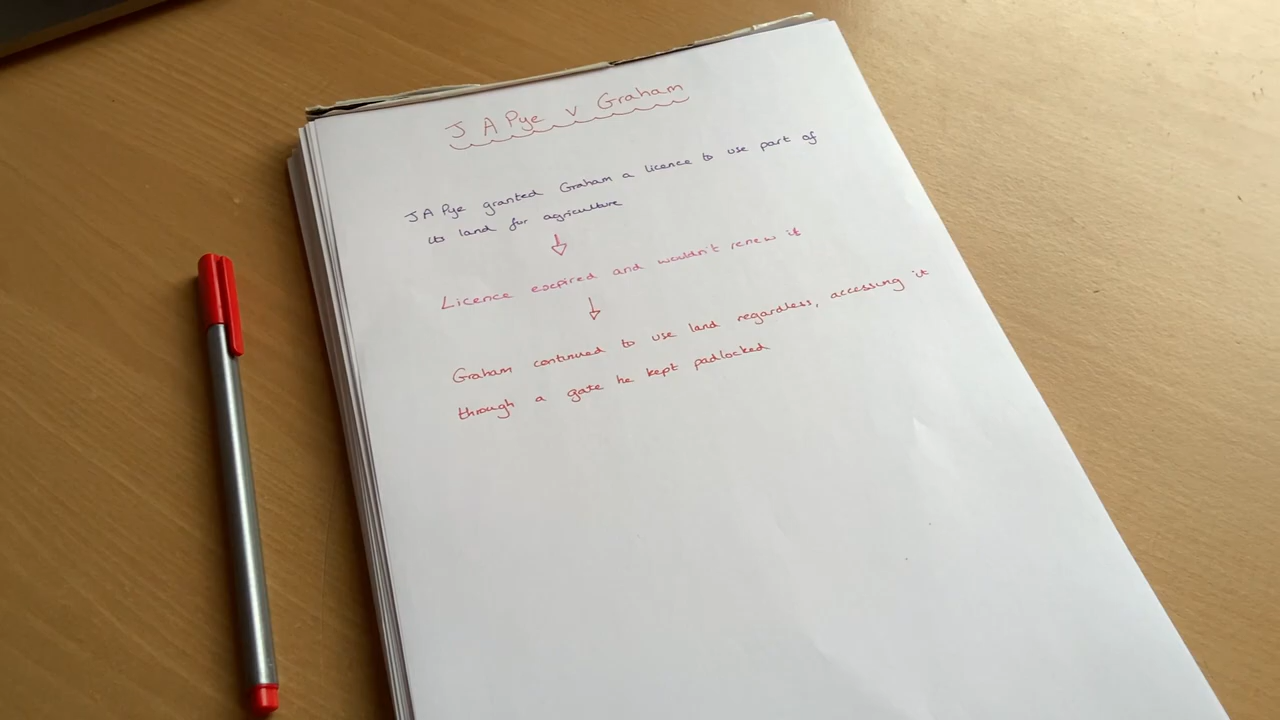 J A Pye v Graham
J A Pye granted Graham a licence to use part of
its land for agriculture
Licence expired and wouldn't renew it
Graham continued to use land regardless, accessing it
through a gate he kept padlocked